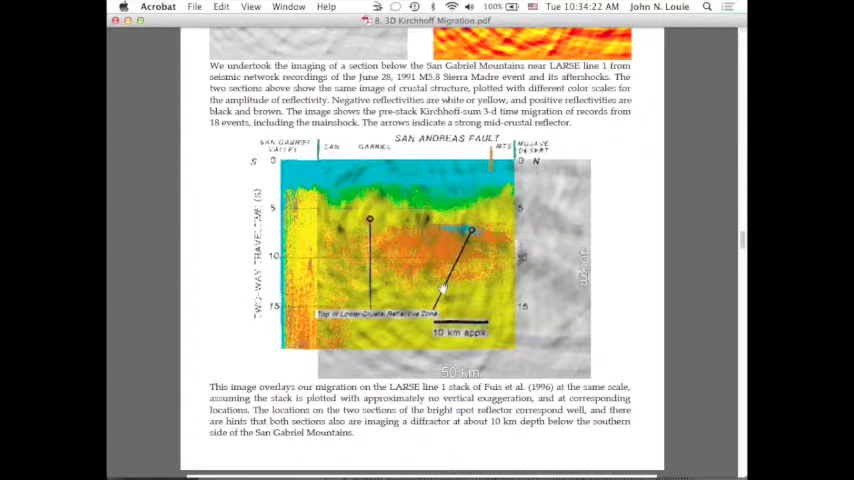 Acrobat File Edit View Window Help 100% Tue 10:34:22 AM John N. Louie
8. 3D Kirchhoff Migration.pdf
We undertook the imaging of a section below the San Gabriel Mountains near LARSE line 1 from
seismic network recordings of the June 28, 1991 M5.8 Sierra Madre event and its aftershocks. The
two sections above show the same image of crustal structure, plotted with different color scales for
the amplitude of reflectivity. Negative reflectivities are white or yellow, and positive reflectivities are
black and brown. The image shows the pre-stack Kirchhoff-sum 3-d time migration of records from
18 events, including the mainshock. The arrows indicate a strong mid-crustal reflector.
SAN ANDREAS FAULT
SAN GABRIEL SAN GABRIEL MTS MOJAVE
VALLEY DESERT
S 0 0 N
5 5
10 10
15 15
TWO-WAY TRAVELTIME (S)
40 km
Top of Lower Crustal Reflective Zone
10 km appx
50 km
This image overlays our migration on the LARSE line 1 stack of Fuis et al. (1996) at the same scale,
assuming the stack is plotted with approximately no vertical exaggeration, and at corresponding
locations. The locations on the two sections of the bright spot reflector correspond well, and there
are hints that both sections also are imaging a diffractor at about 10 km depth below the southern
side of the San Gabriel Mountains.